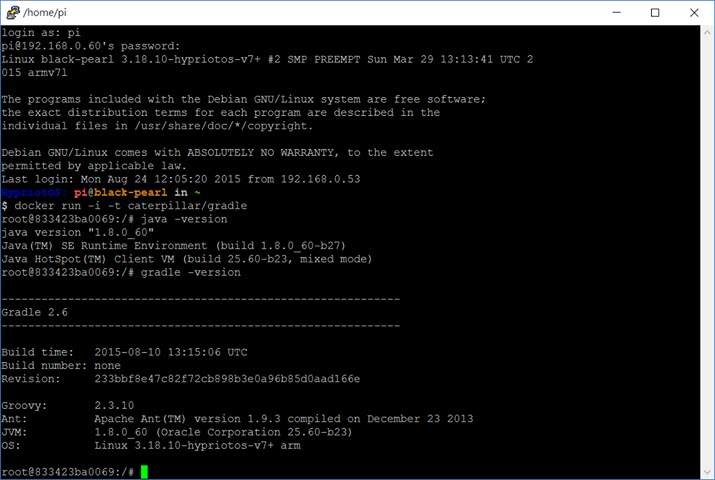 /home/pi
login as: pi
pi@192.168.0.60's password:
Linux black-pearl 3.18.10-hypriotos-v7+ #2 SMP PREEMPT Sun Mar 29 13:13:41 UTC 2
015 armv7l
The programs included with the Debian GNU/Linux system are free software;
the exact distribution terms for each program are described in the
individual files in /usr/share/doc/*/copyright.
Debian GNU/Linux comes with ABSOLUTELY NO WARRANTY, to the extent
permitted by applicable law.
Last login: Mon Aug 24 12:05:20 2015 from 192.168.0.53
HypriotOS: pi@black-pearl in ~
$ docker run -i -t caterpillar/gradle
root@833423ba0069:/# java -version
java version "1.8.0_60"
Java(TM) SE Runtime Environment (build 1.8.0_60-b27)
Java HotSpot(TM) Client VM (build 25.60-b23, mixed mode)
root@833423ba0069:/# gradle -version
------------------------------------------------------------
Gradle 2.6
------------------------------------------------------------
Build time:   2015-08-10 13:15:06 UTC
Build number: none
Revision:     233bbf8e47c82f72cb898b3e0a96b85d0aad166e
Groovy:       2.3.10
Ant:          Apache Ant(TM) version 1.9.3 compiled on December 23 2013
JVM:          1.8.0_60 (Oracle Corporation 25.60-b23)
OS:           Linux 3.18.10-hypriotos-v7+ arm
root@833423ba0069:/#